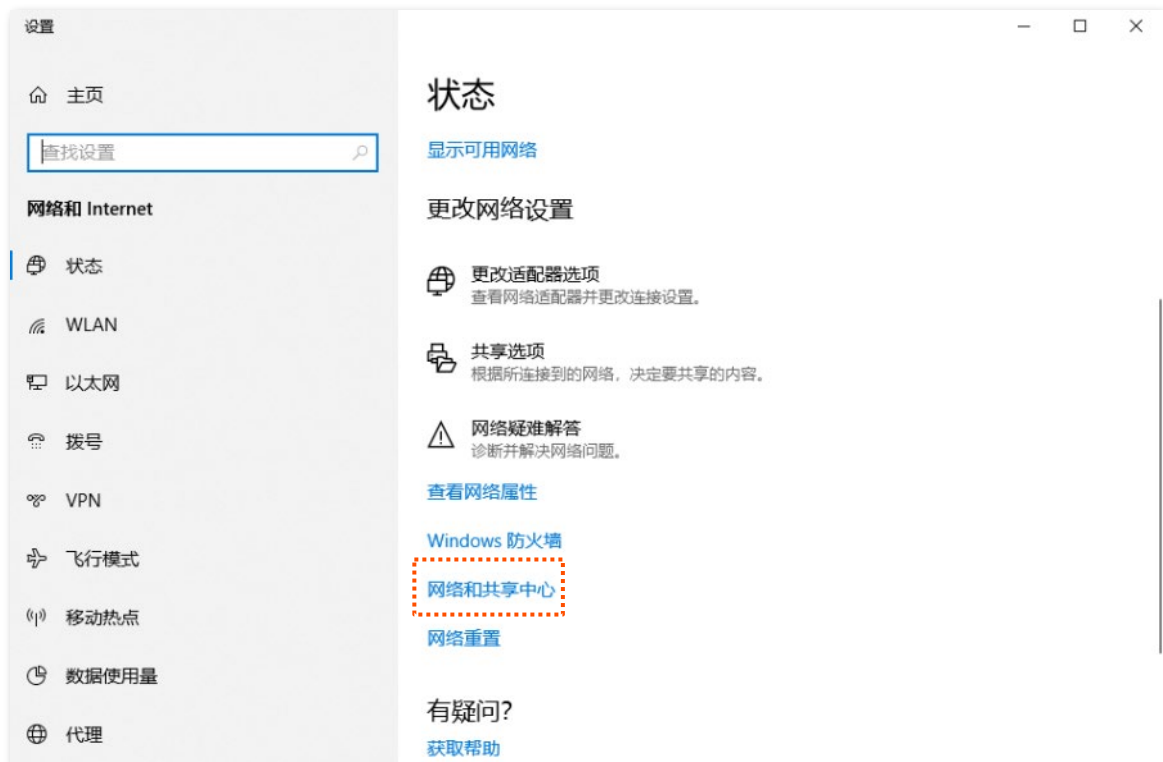 设置
主页
查找设置
网络和 Internet
状态
WLAN
以太网
拨号
VPN
飞行模式
移动热点
数据使用量
代理
状态
显示可用网络
更改网络设置
更改适配器选项
查看网络适配器并更改连接设置。
共享选项
根据所连接到的网络，决定要共享的内容。
网络疑难解答
诊断并解决网络问题。
查看网络属性
Windows 防火墙
网络和共享中心
网络重置
有疑问?
获取帮助